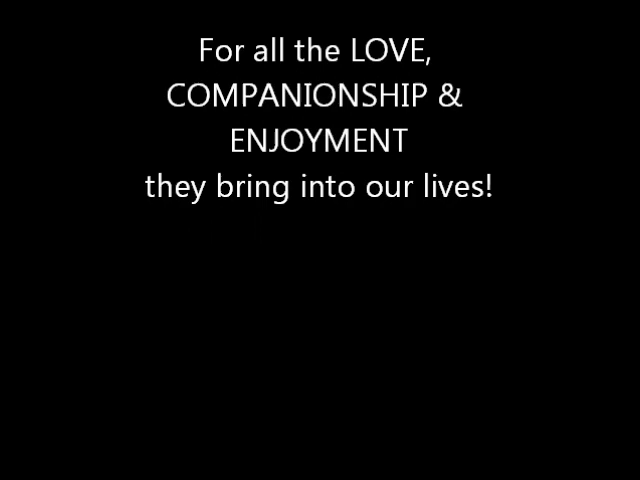 For all the LOVE,
COMPANIONSHIP &
ENJOYMENT
they bring into our lives!